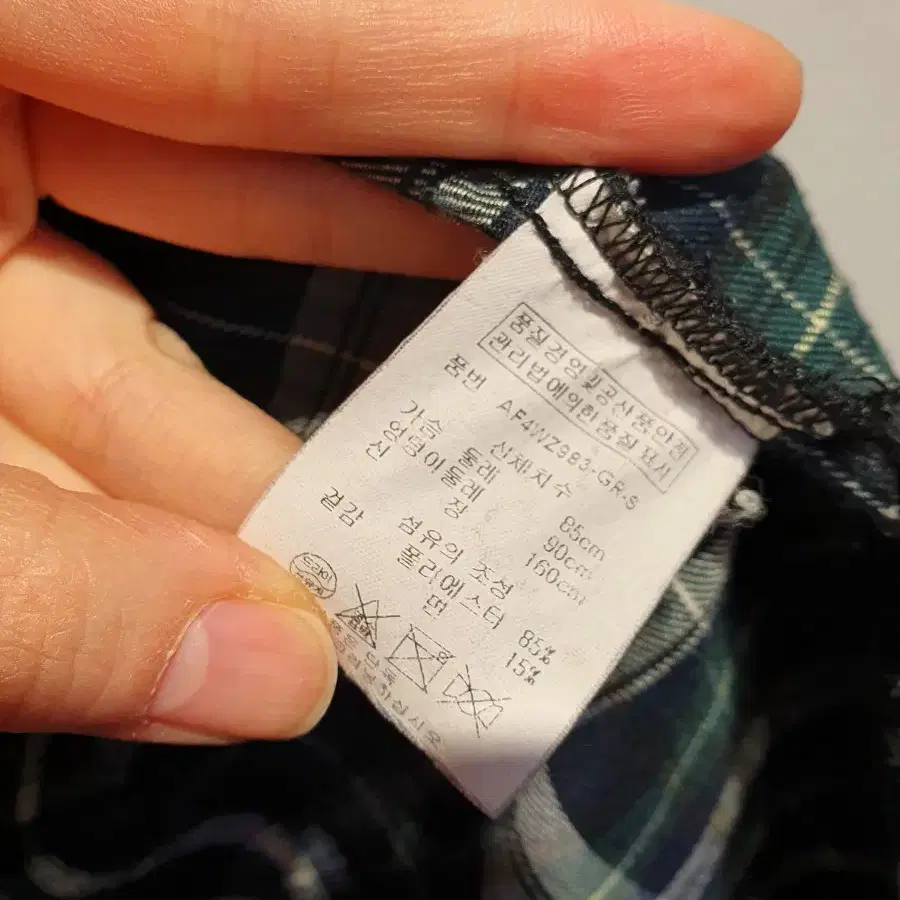 품질경영및공산품안전
관리법에의한품질표시
품번 AF4WZ983-GR-S
신체치수
가슴 둘레 85cm
엉덩이둘레 90cm
신 장 160cm
섬유의 조성
겉감 폴리에스터 85%
면 15%
드라이